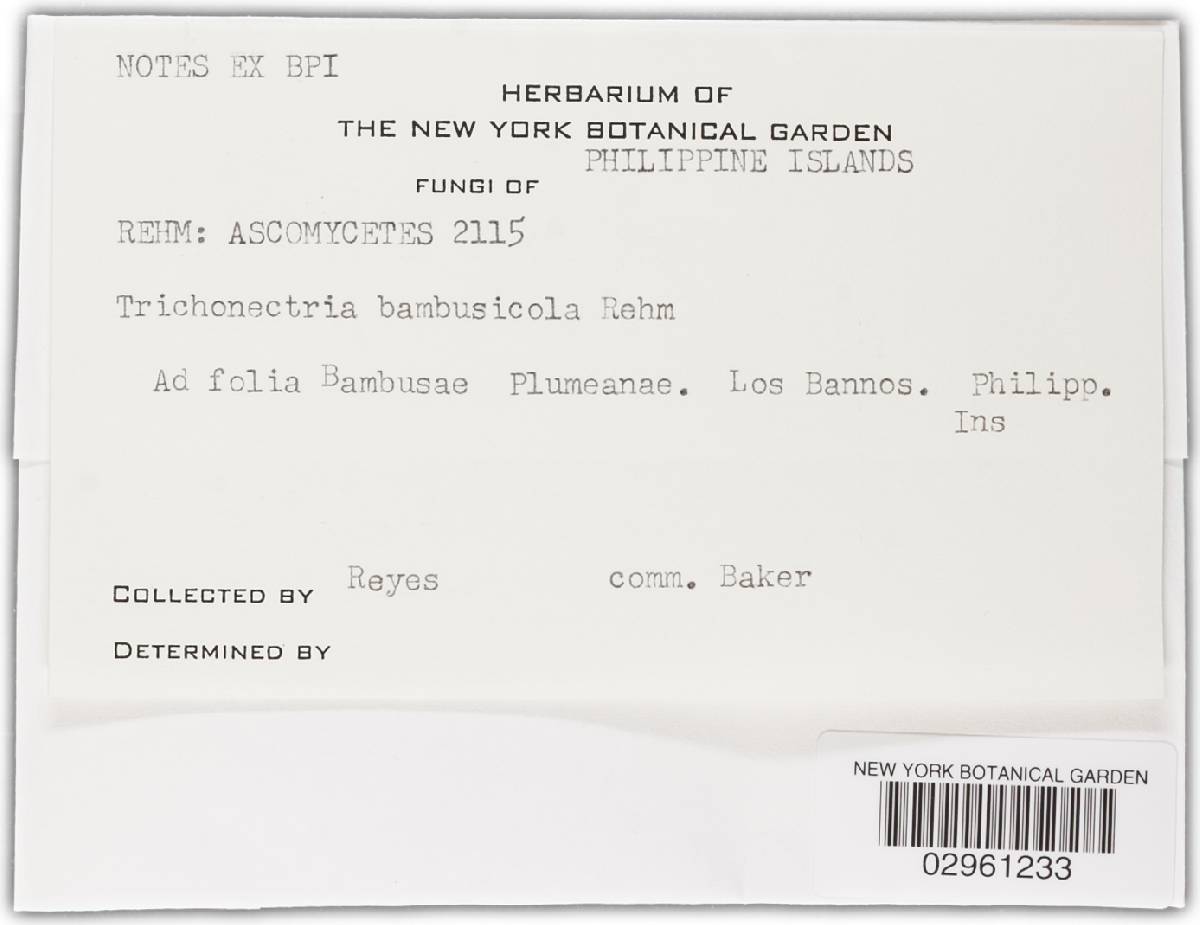 NOTES EX BPI
HERBARIUM OF
THE NEW YORK BOTANICAL GARDEN
PHILIPPINE ISLANDS
FUNGI OF
REHM: ASCOMYCETES 2115
Trichonectria bambusicola Rehm
Ad folia Bambusae Plumeanae. Los Bannos. Philipp.
Ins
COLLECTED BY Reyes comm. Baker
DETERMINED BY
NEW YORK BOTANICAL GARDEN
02961233